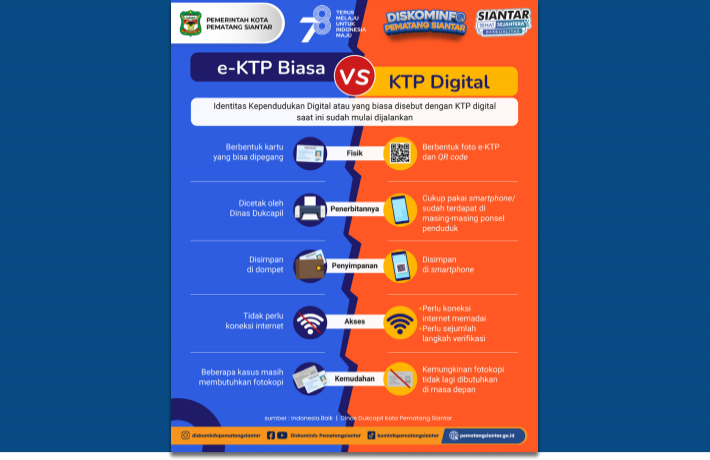 PEMERINTAH KOTA
PEMATANG SIANTAR
78
TERUS
MELAJU
UNTUK
INDONESIA
MAJU
DISKOMINFO
PEMATANG SIANTAR
SIANTAR
SEHAT SEJAHTERA
BERKUALITAS
e-KTP Biasa
VS
KTP Digital
Identitas Kependudukan Digital atau yang biasa disebut dengan KTP digital
saat ini sudah mulai dijalankan
Berbentuk kartu
yang bisa dipegang
Fisik
Berbentuk foto e-KTP
dan QR code
Dicetak oleh
Dinas Dukcapil
Penerbitannya
Cukup pakai smartphone/
sudah terdapat di
masing-masing ponsel
penduduk
Disimpan
di dompet
Penyimpanan
Disimpan
di smartphone
Tidak perlu
koneksi internet
Akses
•Perlu koneksi
internet memadai
•Perlu sejumlah
langkah verifikasi
Beberapa kasus masih
membutuhkan fotokopi
Kemudahan
Kemungkinan fotokopi
tidak lagi dibutuhkan
di masa depan
sumber : Indonesia.Baik | Dinas Dukcapil Kota Pematang Siantar
diskominfopematangsiantar
Diskominfo Pematangsiantar
kominfopematangsiantar
pematangsiantar.go.id